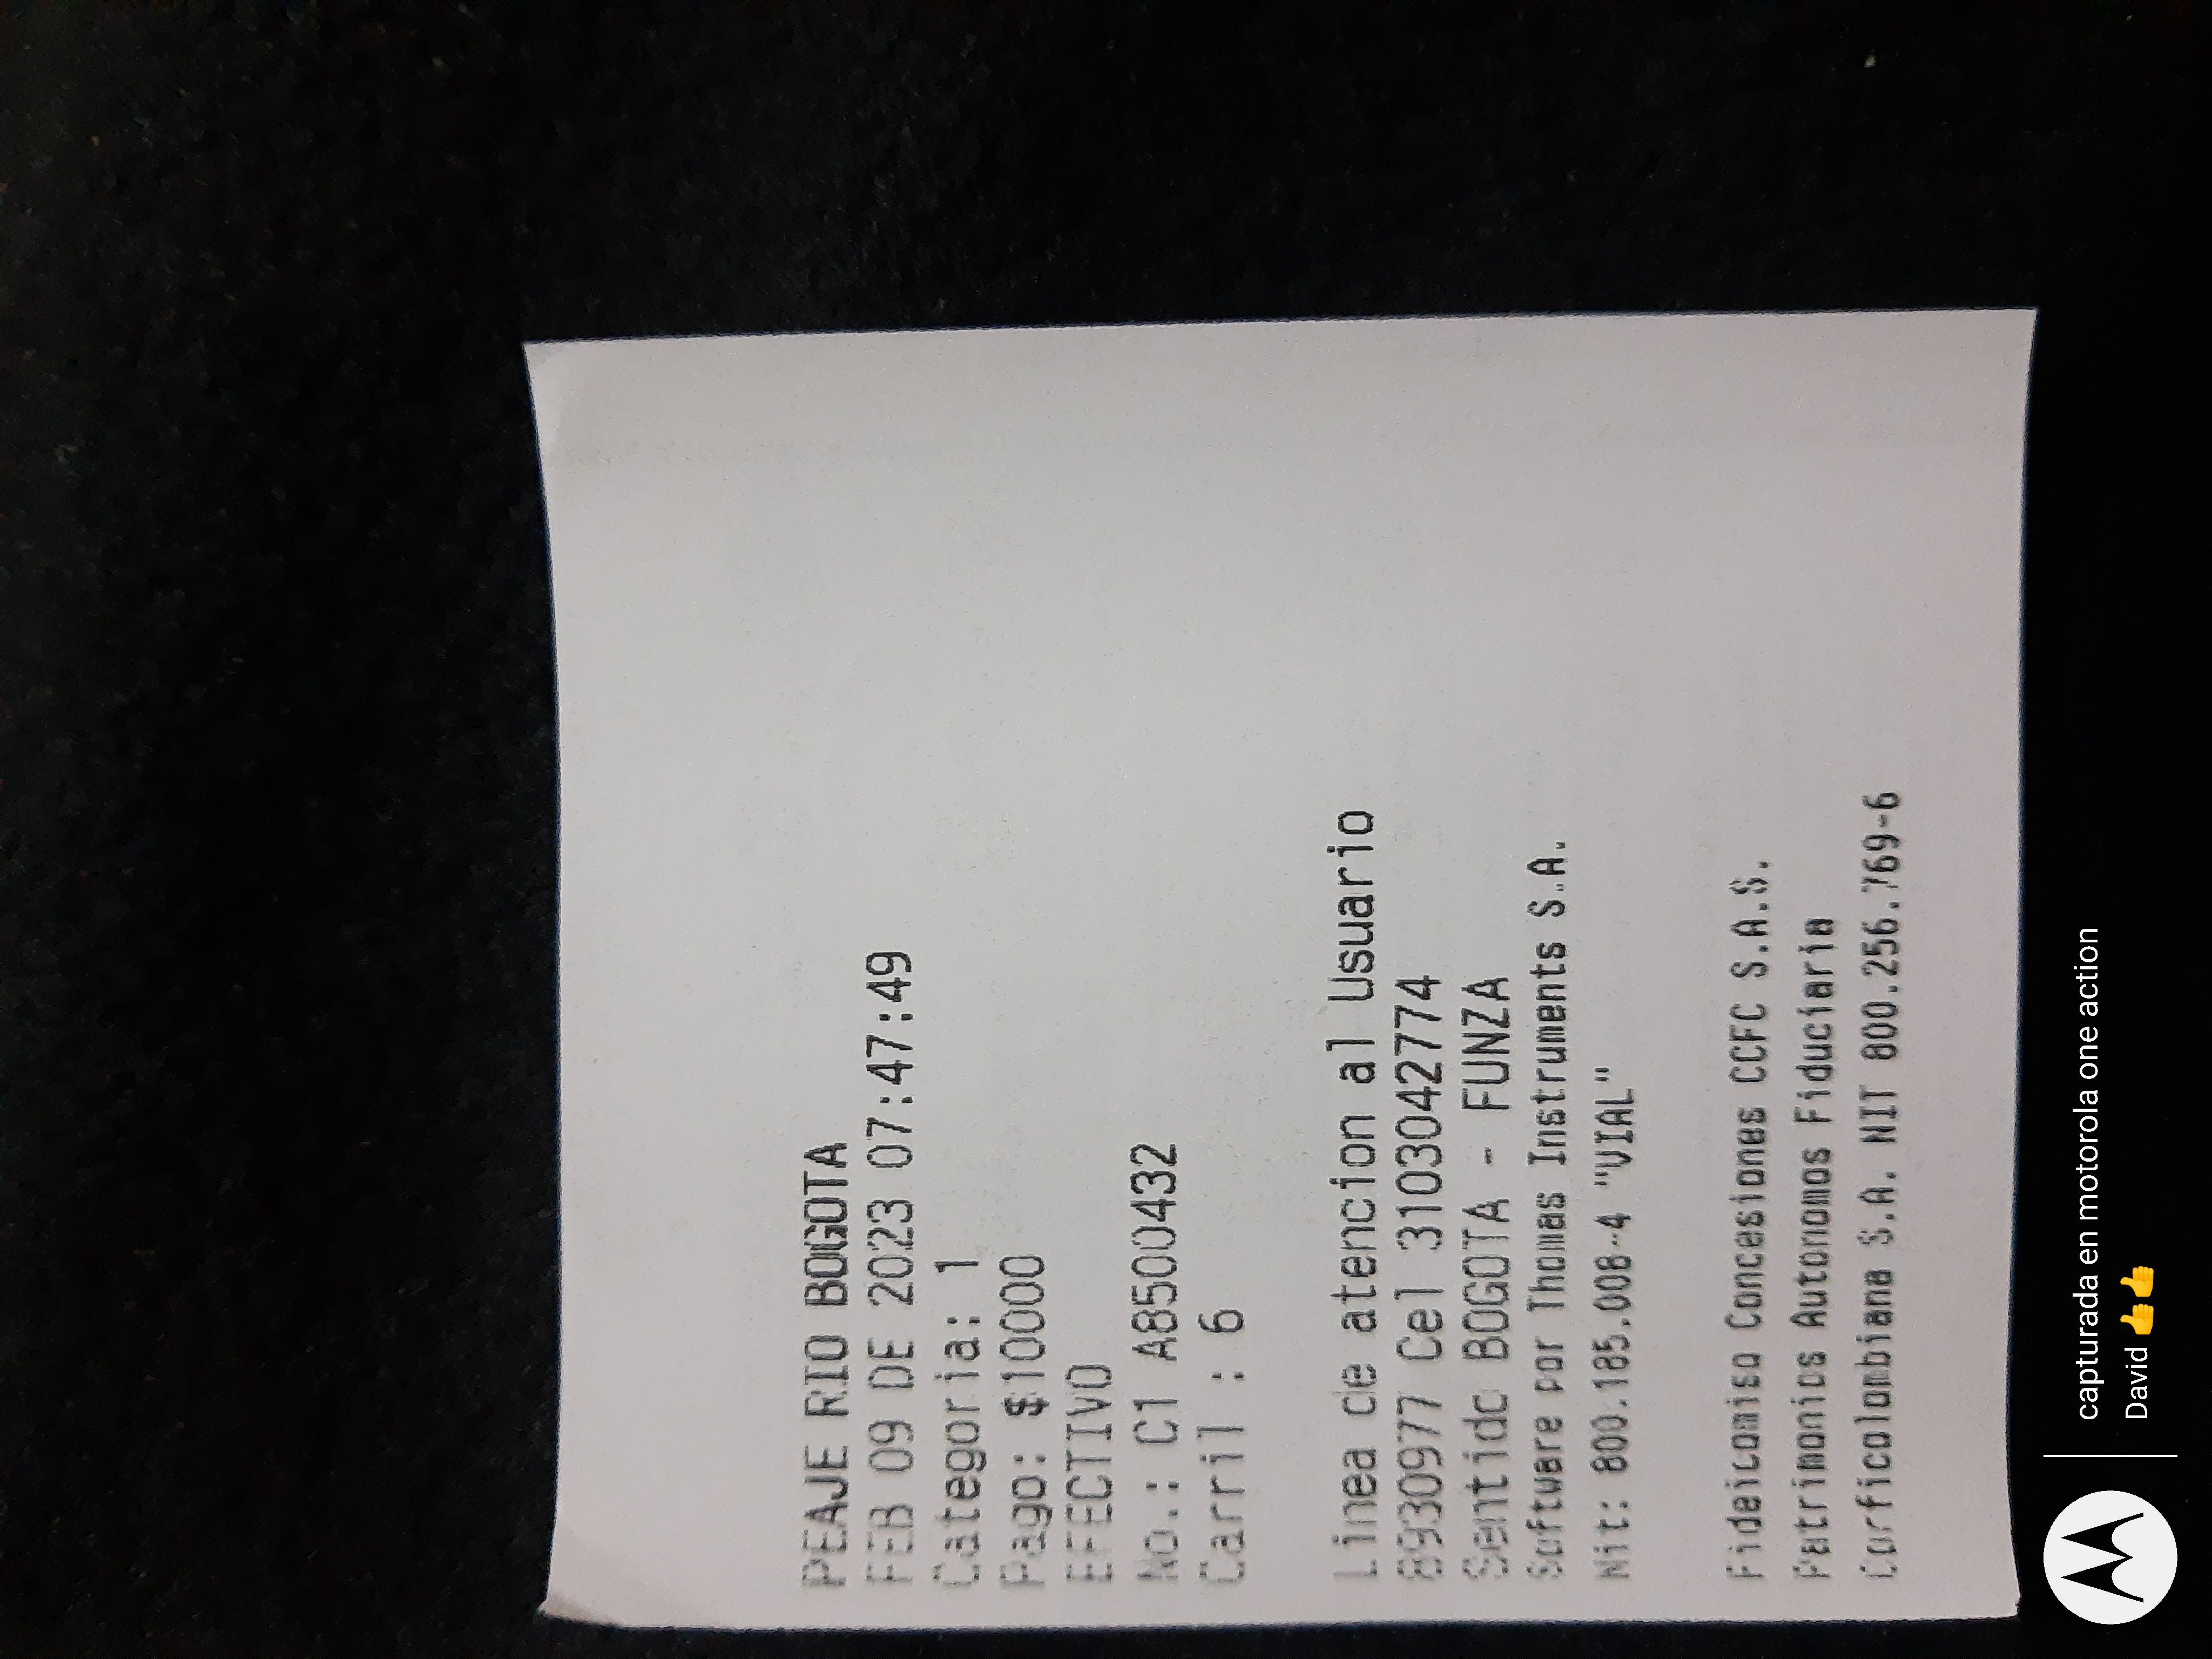 PEAJE RIO BOGOTA
FEB 09 DE 2023 07:47:49
Categoria: 1
Pago: $10000
EFECTIVO
No.: C1 A8500432
Carril : 6
Linea de atencion al Usuario
8930977 Cel 3103042774
Sentido BOGOTA - FUNZA
Software por Thomas Instruments S.A.
Nit: 800.185.008-4 "VIAL"
Fideicomiso Concesiones CCFC S.A.S.
Patrimonios Autonomos Fiduciaria
Corficolombiana S.A. NIT 800.256.769-6
capturada en motorola one action
David 👍👍